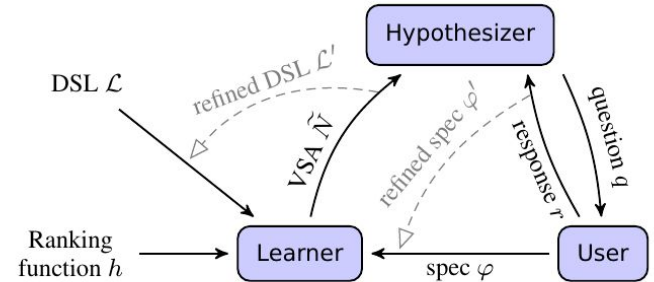 Hypothesizer
DSL ℒ
refined DSL ℒ′
VSA Ñ
refined spec φ′
response r
question q
Ranking
function h
Learner
spec φ
User